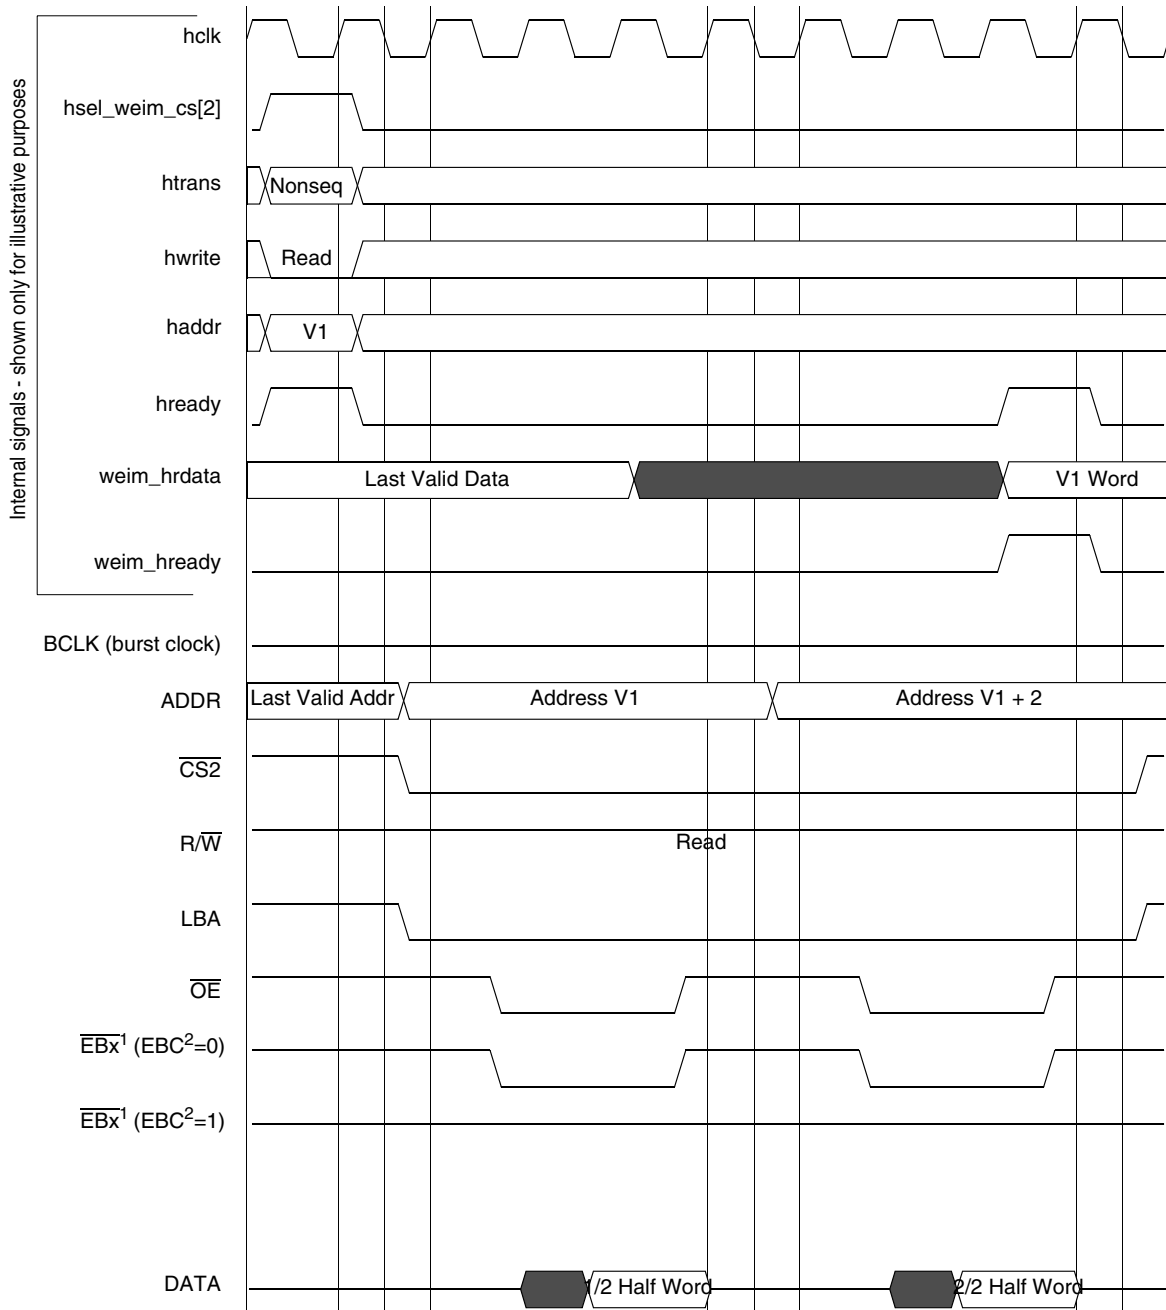 Internal signals - shown only for illustrative purposes
hclk
hsel_weim_cs[2]
htrans
Nonseq
hwrite
Read
haddr
V1
hready
weim_hrdata
Last Valid Data
V1 Word
weim_hready
BCLK (burst clock)
ADDR
Last Valid Addr
Address V1
Address V1 + 2
CS2
R/W
Read
LBA
OE
EBx1 (EBC2=0)
EBx1 (EBC2=1)
DATA
1/2 Half Word
2/2 Half Word